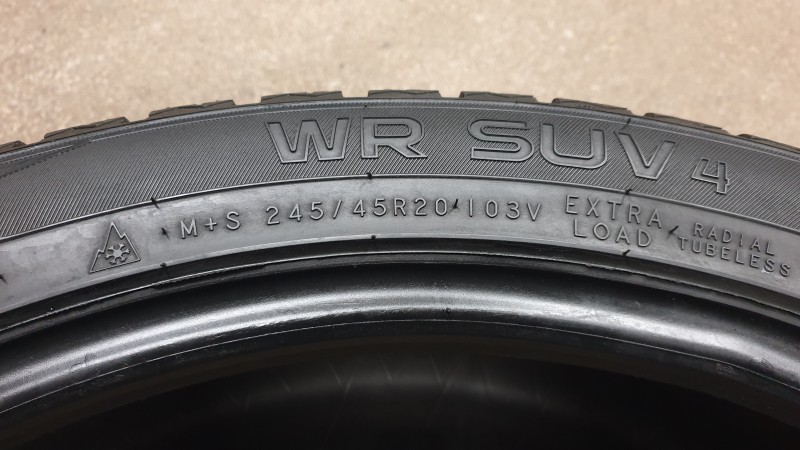 WR SUV 4
M+S 245/45R20 103V EXTRA LOAD RADIAL TUBELESS